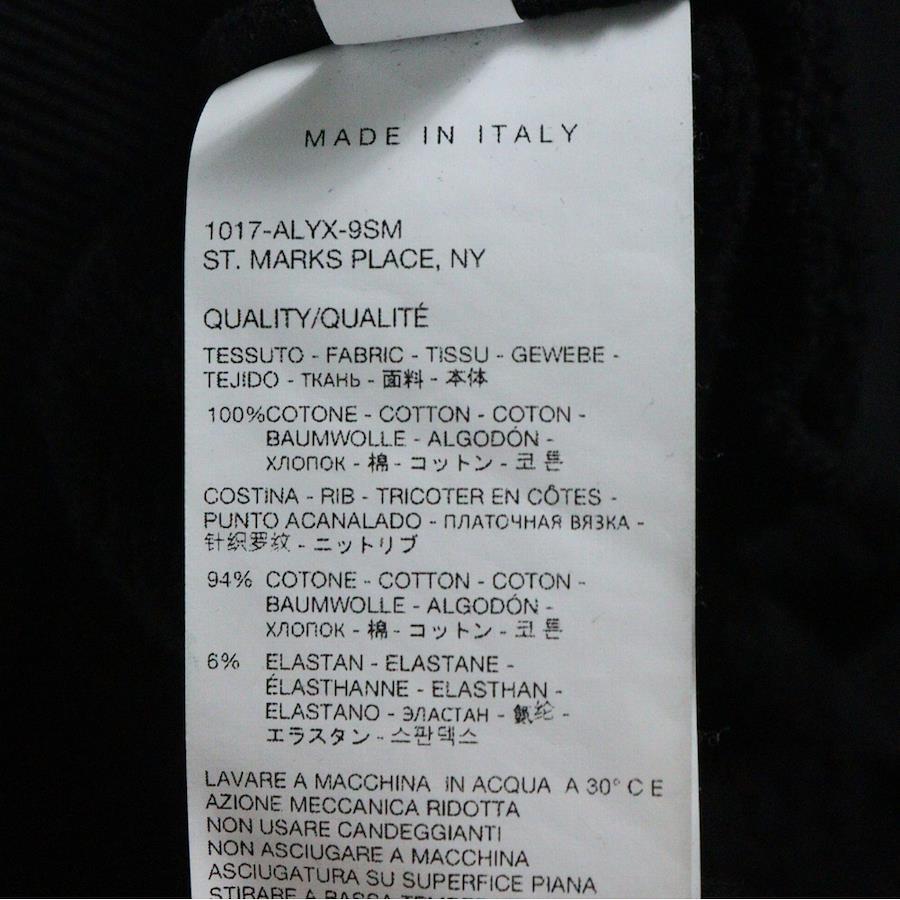 MADE IN ITALY
1017-ALYX-9SM
ST. MARKS PLACE, NY
QUALITY/QUALITÉ
TESSUTO - FABRIC - TISSU - GEWEBE -
TEJIDO - ТКАНЬ - 面料 - 本体
100%COTONE - COTTON - COTON -
BAUMWOLLE - ALGODÓN -
ХЛОПОК - 棉 - コットン - 코튼
COSTINA - RIB - TRICOTER EN CÔTES -
PUNTO ACANALADO - ПЛАТОЧНАЯ ВЯЗКА -
针织罗纹 - ニットリブ
94% COTONE - COTTON - COTON -
BAUMWOLLE - ALGODÓN -
ХЛОПОК - 棉 - コットン - 코튼
6% ELASTAN - ELASTANE -
ÉLASTHANNE - ELASTHAN -
ELASTANO - ЭЛАСТАН - 氨纶 -
エラスタン - 스판덱스
LAVARE A MACCHINA IN ACQUA A 30° C E
AZIONE MECCANICA RIDOTTA
NON USARE CANDEGGIANTI
NON ASCIUGARE A MACCHINA
ASCIUGATURA SU SUPERFICE PIANA
STIRARE A BASSA